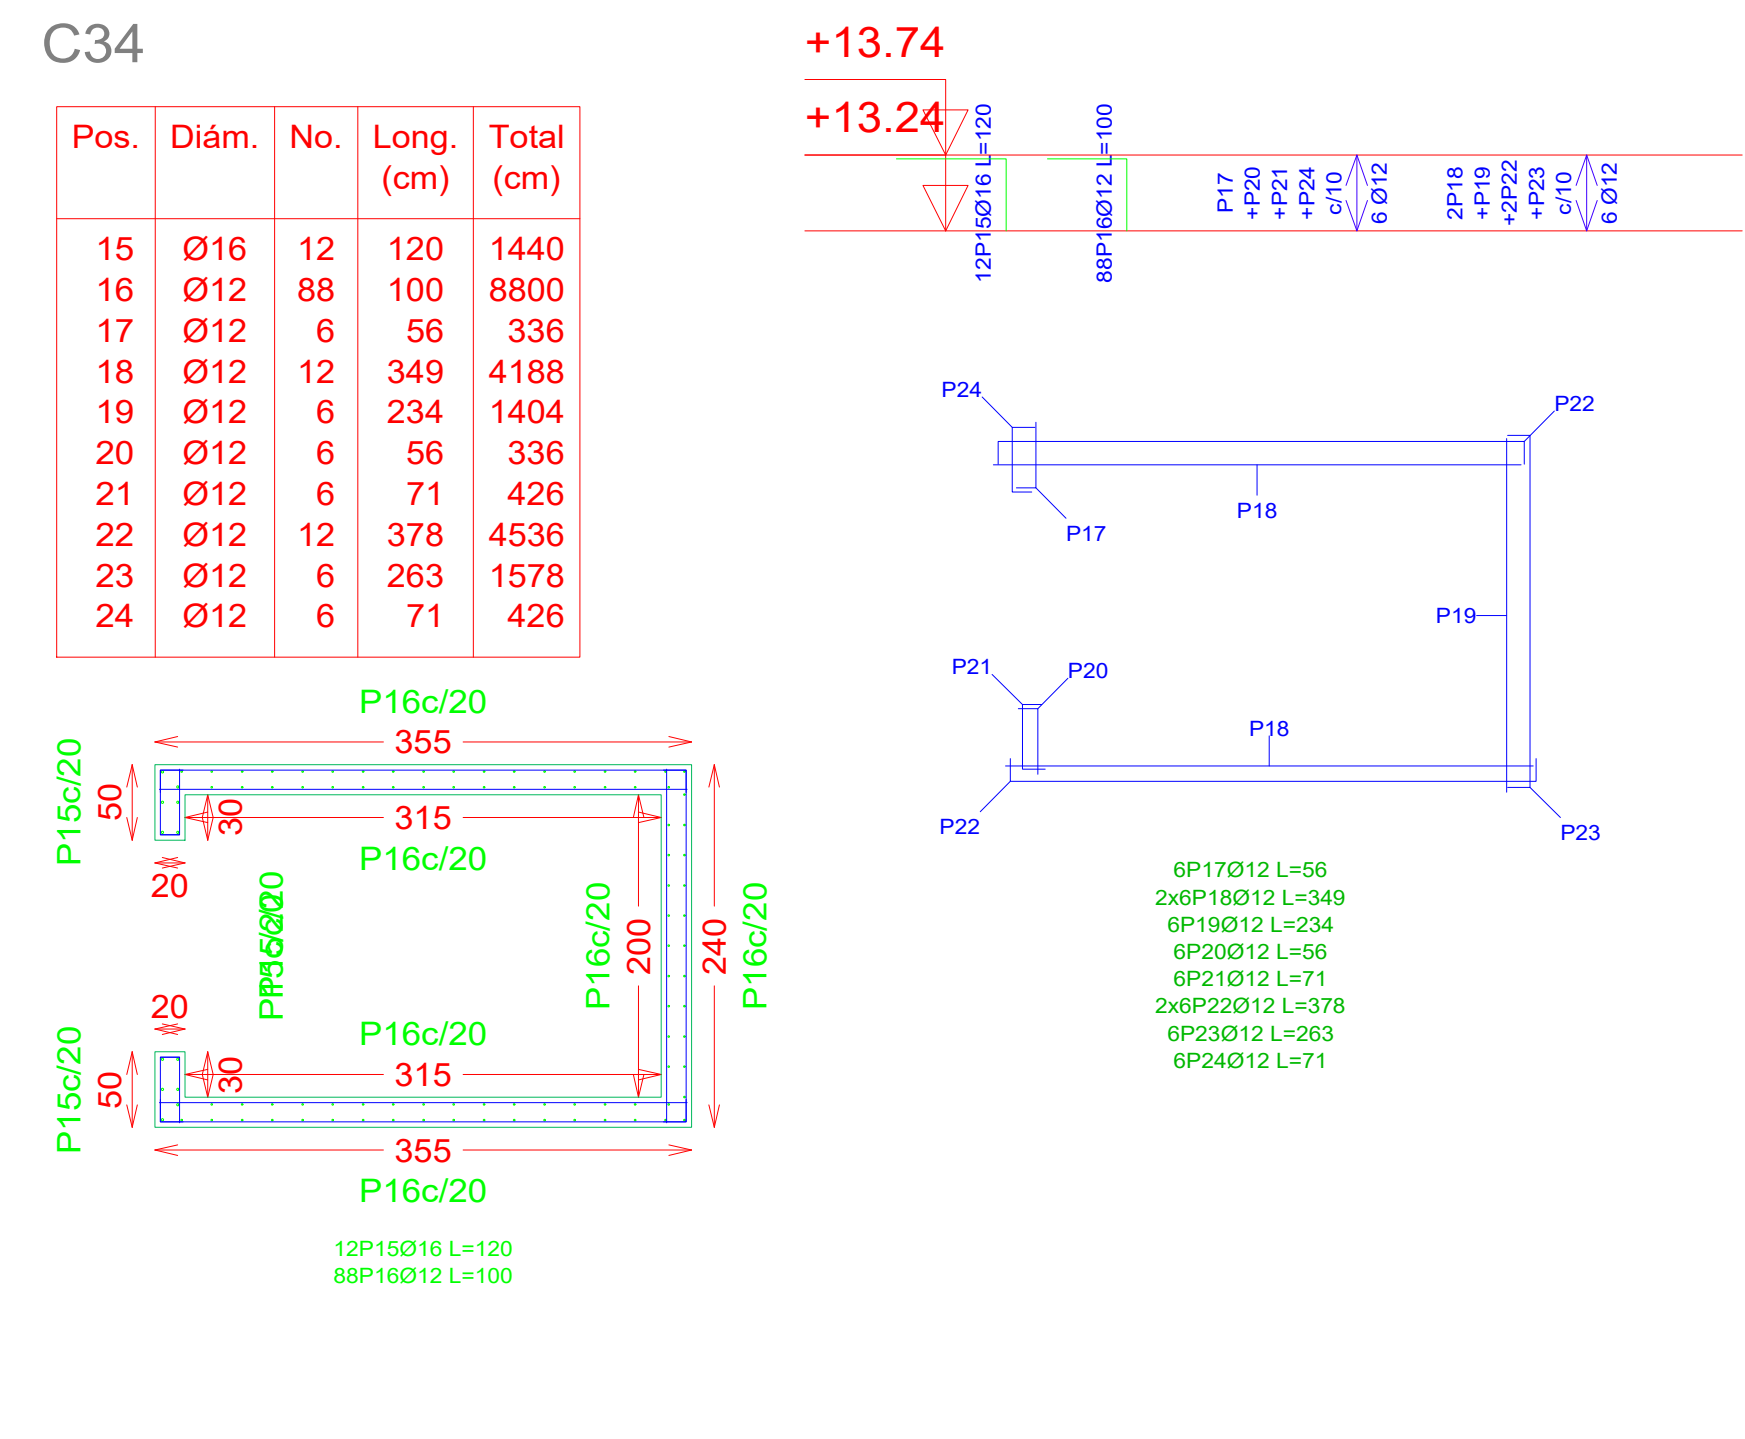 C34
Pos. Diám. No. Long. Total
(cm) (cm)
15 Ø16 12 120 1440
16 Ø12 88 100 8800
17 Ø12 6 56 336
18 Ø12 12 349 4188
19 Ø12 6 234 1404
20 Ø12 6 56 336
21 Ø12 6 71 426
22 Ø12 12 378 4536
23 Ø12 6 263 1578
24 Ø12 6 71 426
+13.74
+13.24
12P15Ø16 L=120
88P16Ø12 L=100
P17
+P20
+P21
+P24
c/10
6 Ø12
2P18
+P19
+2P22
+P23
c/10
6 Ø12
P24
P22
P18
P17
P19
P21
P20
P18
P22
P23
6P17Ø12 L=56
2x6P18Ø12 L=349
6P19Ø12 L=234
6P20Ø12 L=56
6P21Ø12 L=71
2x6P22Ø12 L=378
6P23Ø12 L=263
6P24Ø12 L=71
P16c/20
355
P15c/20
50
30
315
P16c/20
20
P16c/20
200
240
P16c/20
20
P16c/20
P15c/20
50
30
315
355
P16c/20
12P15Ø16 L=120
88P16Ø12 L=100